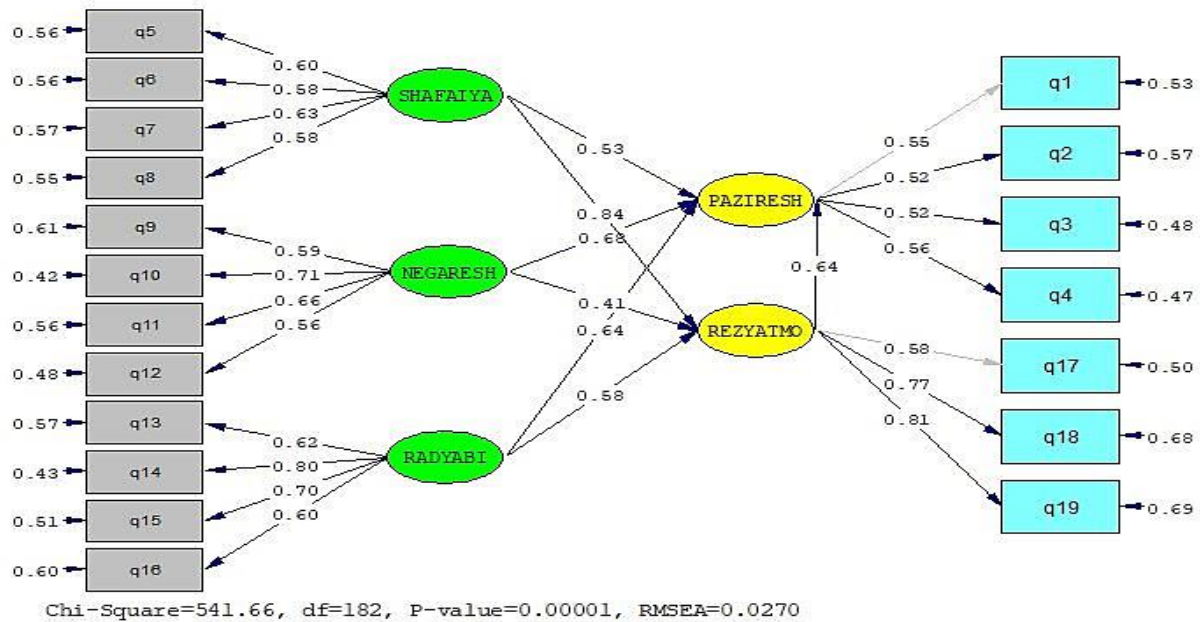 0.56 q5
0.56 q6
0.57 q7
0.55 q8
0.61 q9
0.42 q10
0.56 q11
0.48 q12
0.57 q13
0.43 q14
0.51 q15
0.60 q16
0.60
0.58
0.63
0.58
0.59
0.71
0.66
0.56
0.62
0.80
0.70
0.60
SHAFAIYA
NEGARESH
RADYABI
0.53
0.84
0.68
0.41
0.64
0.58
PAZIRESH
0.64
REZYATMO
0.55
0.52
0.52
0.56
0.58
0.77
0.81
q1 0.53
q2 0.57
q3 0.48
q4 0.47
q17 0.50
q18 0.68
q19 0.69
Chi-Square=541.66, df=182, P-value=0.00001, RMSEA=0.0270